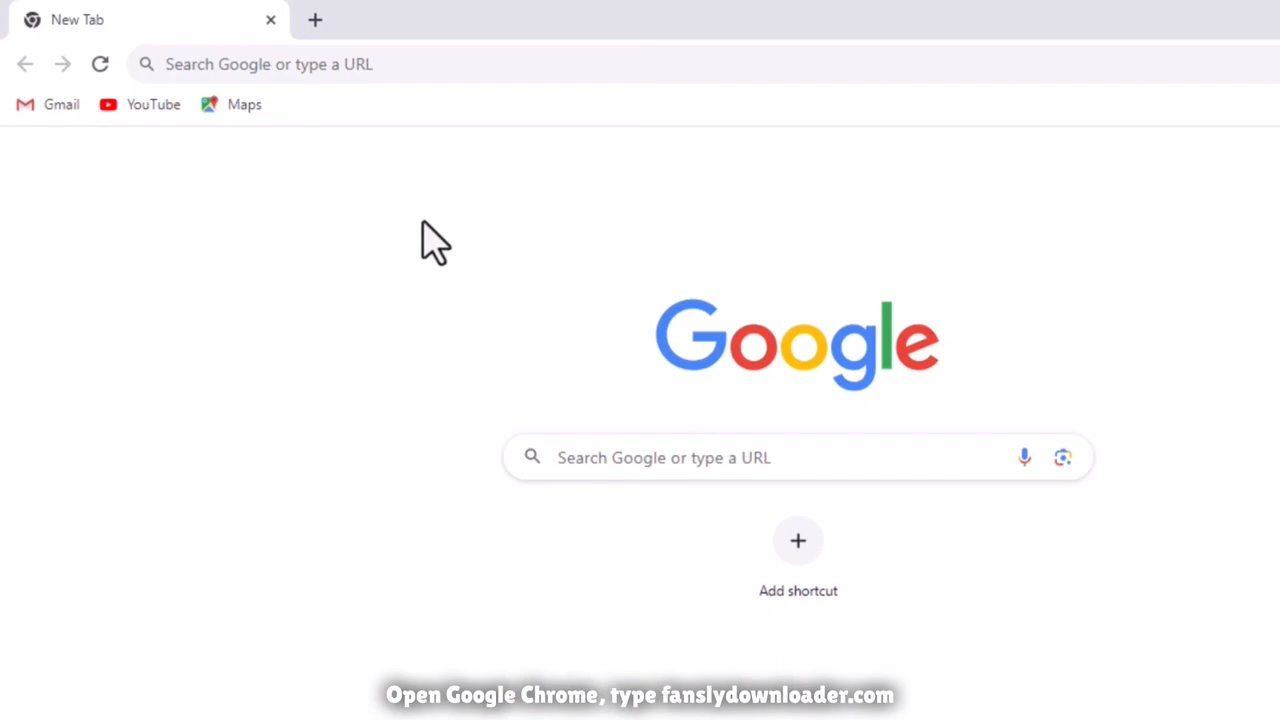 New Tab
Search Google or type a URL
Gmail YouTube Maps
Google
Search Google or type a URL
Add shortcut
Open Google Chrome, type fanslydownloader.com